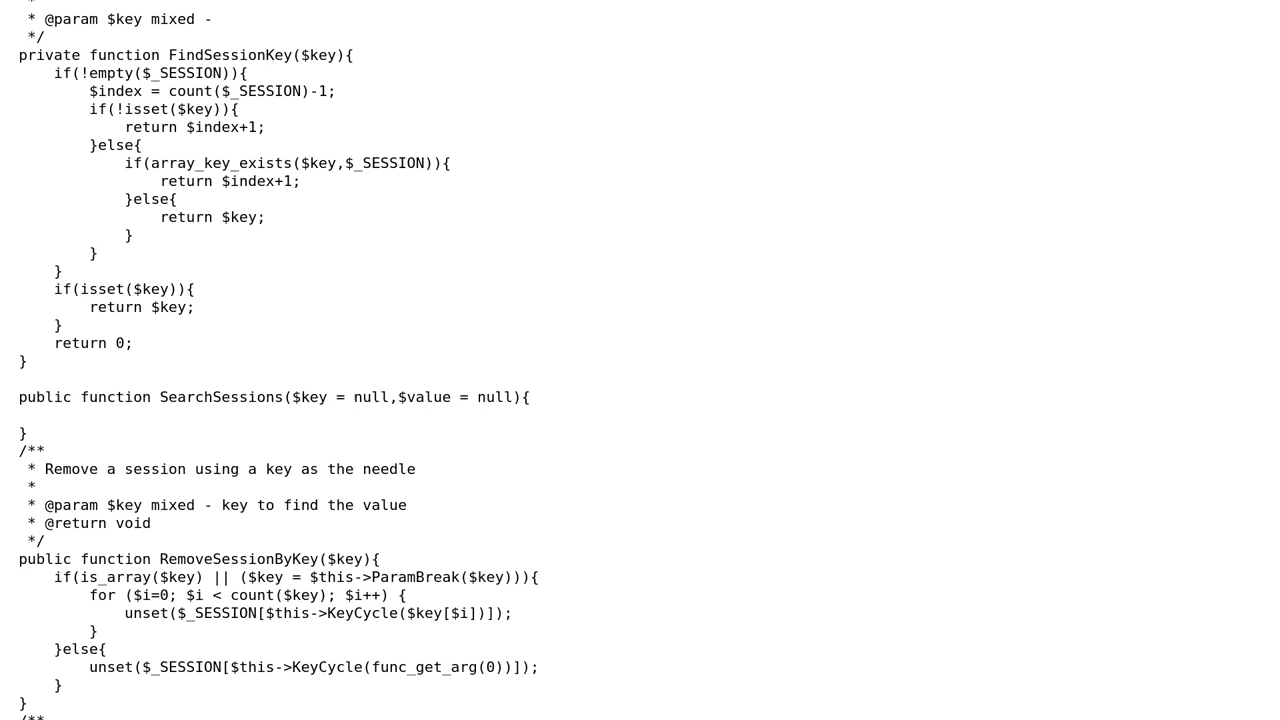 *
 * @param $key mixed -
 */
private function FindSessionKey($key){
    if(!empty($_SESSION)){
        $index = count($_SESSION)-1;
        if(!isset($key)){
            return $index+1;
        }else{
            if(array_key_exists($key,$_SESSION)){
                return $index+1;
            }else{
                return $key;
            }
        }
    }
    if(isset($key)){
        return $key;
    }
    return 0;
}

public function SearchSessions($key = null,$value = null){

}
/**
 * Remove a session using a key as the needle
 *
 * @param $key mixed - key to find the value
 * @return void
 */
public function RemoveSessionByKey($key){
    if(is_array($key) || ($key = $this->ParamBreak($key))){
        for ($i=0; $i < count($key); $i++) {
            unset($_SESSION[$this->KeyCycle($key[$i])]);
        }
    }else{
        unset($_SESSION[$this->KeyCycle(func_get_arg(0))]);
    }
}
/**